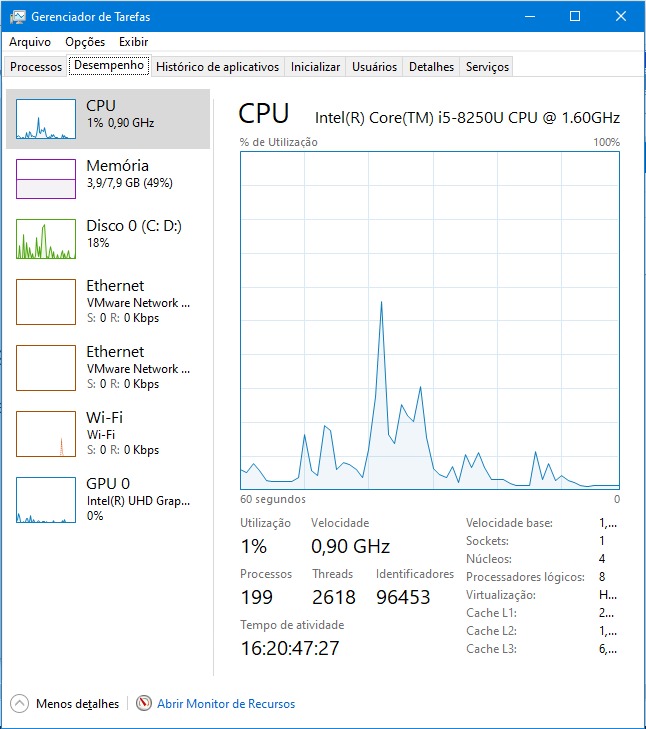 Gerenciador de Tarefas
Arquivo Opções Exibir
Processos Desempenho Histórico de aplicativos Inicializar Usuários Detalhes Serviços
CPU
1% 0,90 GHz
Memória
3,9/7,9 GB (49%)
Disco 0 (C: D:)
18%
Ethernet
VMware Network ...
S: 0 R: 0 Kbps
Ethernet
VMware Network ...
S: 0 R: 0 Kbps
Wi-Fi
Wi-Fi
S: 0 R: 0 Kbps
GPU 0
Intel(R) UHD Grap...
0%
CPU Intel(R) Core(TM) i5-8250U CPU @ 1.60GHz
% de Utilização 100%
60 segundos 0
Utilização Velocidade
1% 0,90 GHz
Processos Threads Identificadores
199 2618 96453
Tempo de atividade
16:20:47:27
Velocidade base: 1,...
Sockets: 1
Núcleos: 4
Processadores lógicos: 8
Virtualização: H...
Cache L1: 2...
Cache L2: 1,...
Cache L3: 6,...
Menos detalhes Abrir Monitor de Recursos